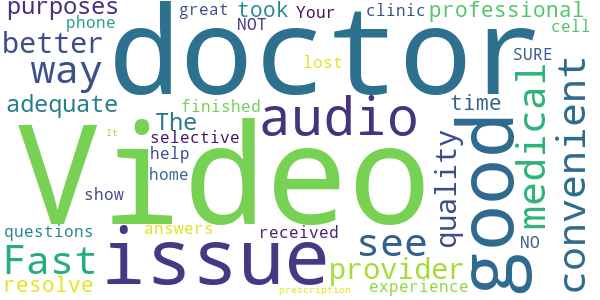 purposes
great
took
Your
clinic
professional
phone
NOT
cell
better
doctor
way
lost
SURE
adequate
finished
audio
time
The
selective
Video
help
home
show
quality
good
medical
convenient
questions
answers
received
NO
issue
see
It
Fast
provider
resolve
experience
prescription